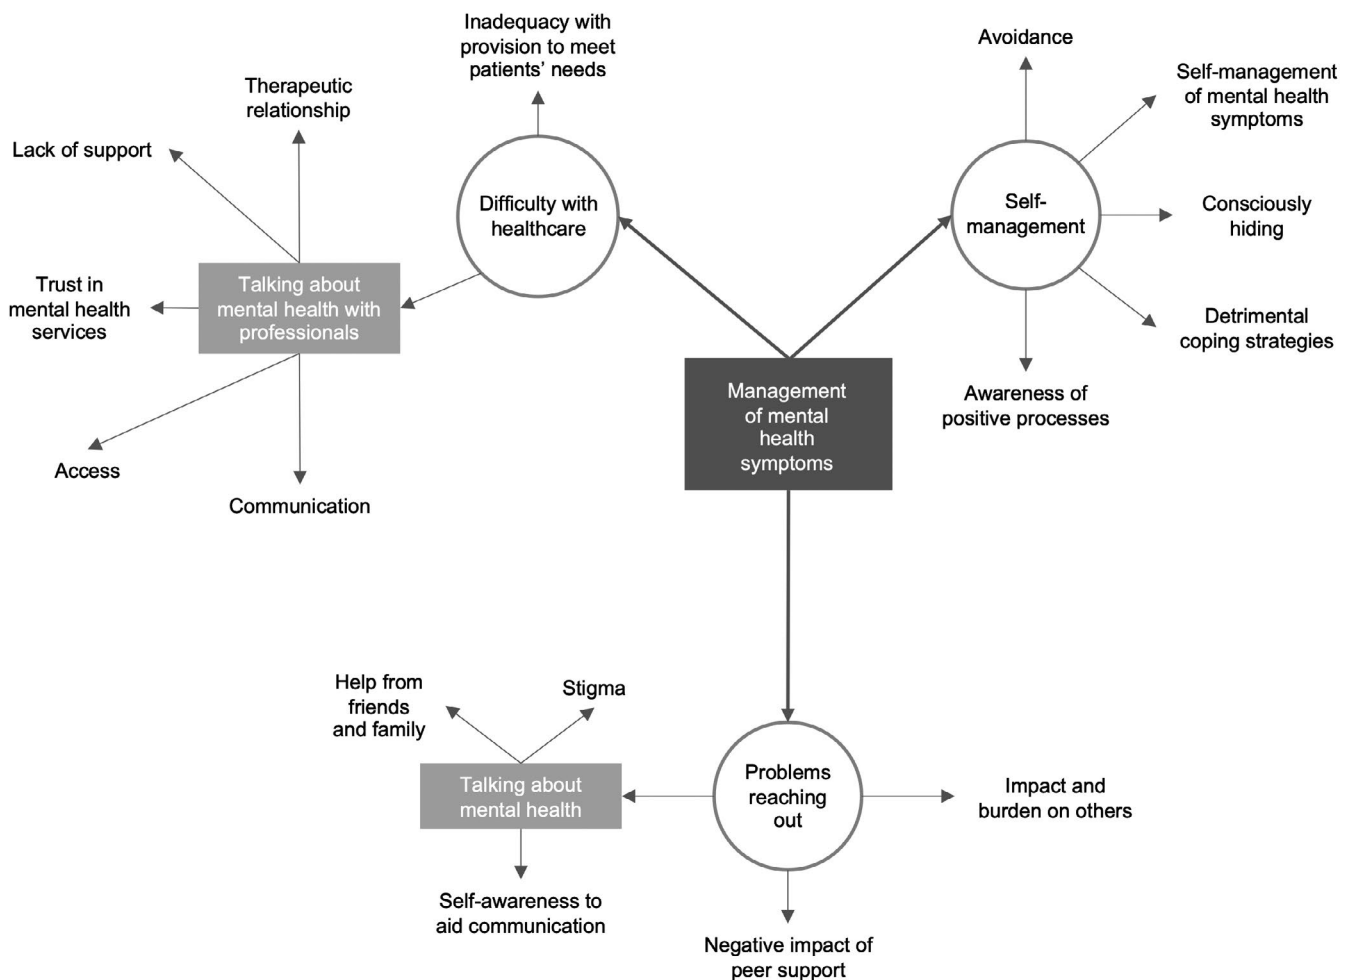 Inadequacy with
provision to meet
patients’ needs
Therapeutic
relationship
Lack of support
Difficulty with
healthcare
Trust in
mental health
services
Talking about
mental health with
professionals
Access
Communication
Avoidance
Self-management
of mental health
symptoms
Self-
management
Consciously
hiding
Detrimental
coping strategies
Awareness of
positive processes
Management
of mental
health
symptoms
Help from
friends
and family
Stigma
Talking about
mental health
Problems
reaching
out
Impact and
burden on others
Self-awareness to
aid communication
Negative impact of
peer support